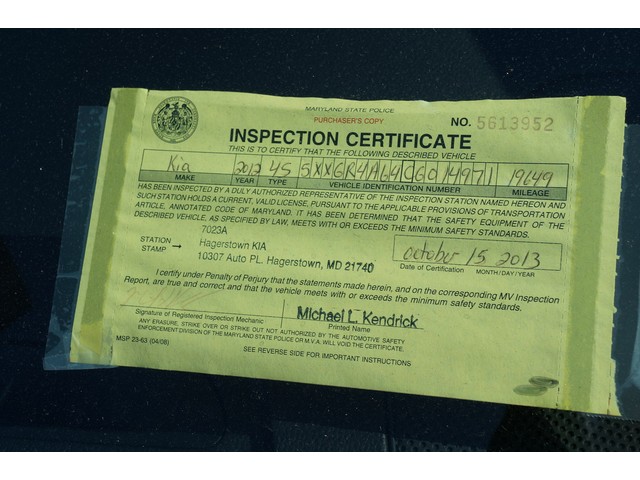 MARYLAND STATE POLICE
PURCHASER'S COPY
NO. 5613952
INSPECTION CERTIFICATE
THIS IS TO CERTIFY THAT THE FOLLOWING DESCRIBED VEHICLE
Kia 2012 4S 5XXGR4A69CG014971 19649
MAKE YEAR TYPE VEHICLE IDENTIFICATION NUMBER MILEAGE
HAS BEEN INSPECTED BY A DULY AUTHORIZED REPRESENTATIVE OF THE INSPECTION STATION NAMED HEREON AND
SUCH STATION HOLDS A CURRENT, VALID LICENSE, PURSUANT TO THE APPLICABLE PROVISIONS OF TRANSPORTATION
ARTICLE, ANNOTATED CODE OF MARYLAND. IT HAS BEEN DETERMINED THAT THE SAFETY EQUIPMENT OF THE
DESCRIBED VEHICLE, AS SPECIFIED BY LAW, MEETS WITH OR EXCEEDS THE MINIMUM SAFETY STANDARDS.
7023A
STATION STAMP → Hagerstown KIA
10307 Auto PL. Hagerstown, MD 21740
october 15 2013
Date of Certification MONTH/DAY/YEAR
I certify under Penalty of Perjury that the statements made herein, and on the corresponding MV Inspection
Report, are true and correct and that the vehicle meets with or exceeds the minimum safety standards.
Michael L. Kendrick
Signature of Registered Inspection Mechanic Printed Name
ANY ERASURE, STRIKE OVER OR STRIKE OUT NOT AUTHORIZED BY THE AUTOMOTIVE SAFETY
ENFORCEMENT DIVISION OF THE MARYLAND STATE POLICE OR M.V.A. WILL VOID THE CERTIFICATE.
MSP 23-63 (04/08)
SEE REVERSE SIDE FOR IMPORTANT INSTRUCTIONS